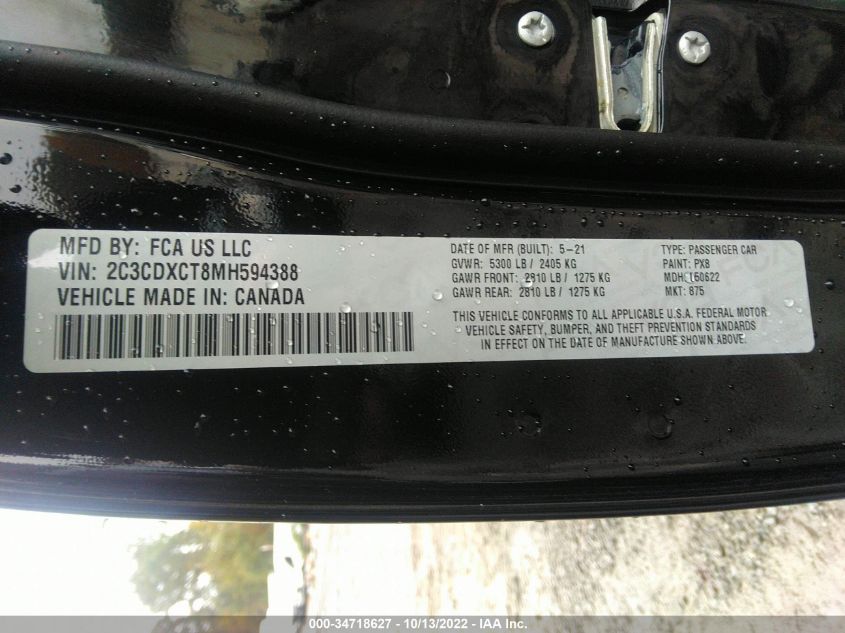 MFD BY: FCA US LLC
VIN: 2C3CDXCT8MH594388
VEHICLE MADE IN: CANADA
DATE OF MFR (BUILT): 5-21
GVWR: 5300 LB / 2405 KG
GAWR FRONT: 2810 LB / 1275 KG
GAWR REAR: 2810 LB / 1275 KG
TYPE: PASSENGER CAR
PAINT: PX8
MDH:
MKT: 875
THIS VEHICLE CONFORMS TO ALL APPLICABLE U.S.A. FEDERAL MOTOR
VEHICLE SAFETY, BUMPER, AND THEFT PREVENTION STANDARDS
IN EFFECT ON THE DATE OF MANUFACTURE SHOWN ABOVE.
000-34718627 - 10/13/2022 - IAA Inc.